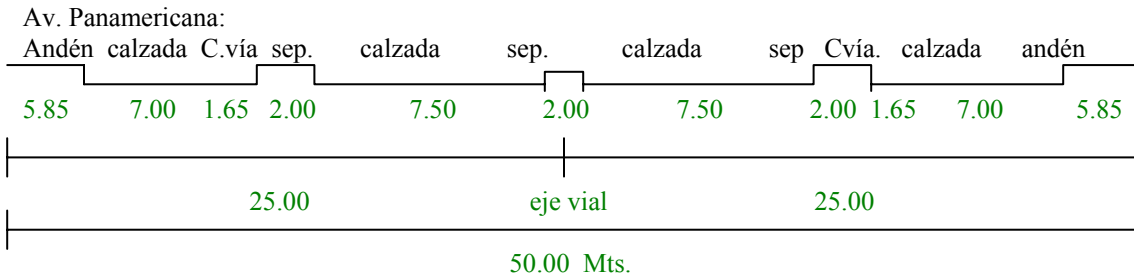 Av. Panamericana:
Andén calzada C.vía sep. calzada sep. calzada sep Cvía. calzada andén
5.85 7.00 1.65 2.00 7.50 2.00 7.50 2.00 1.65 7.00 5.85
25.00 eje vial 25.00
50.00 Mts.